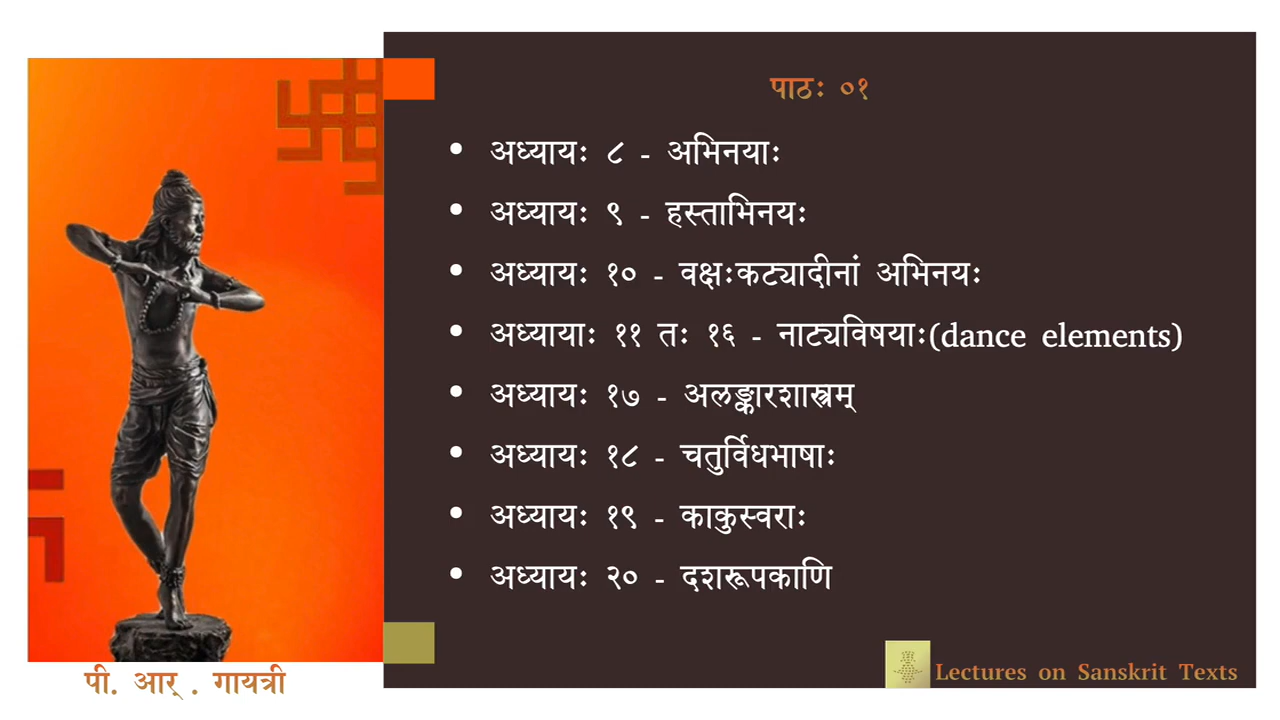 पाठः ०१
• अध्यायः ८ - अभिनयाः
• अध्यायः ९ - हस्ताभिनयः
• अध्यायः १० - वक्षःकट्यादीनां अभिनयः
• अध्यायाः ११ तः १६ - नाट्यविषयाः(dance elements)
• अध्यायः १७ - अलङ्कारशास्त्रम्
• अध्यायः १८ - चतुर्विधभाषाः
• अध्यायः १९ - काकुस्वराः
• अध्यायः २० - दशरूपकाणि
पी. आर् . गायत्री
Lectures on Sanskrit Texts